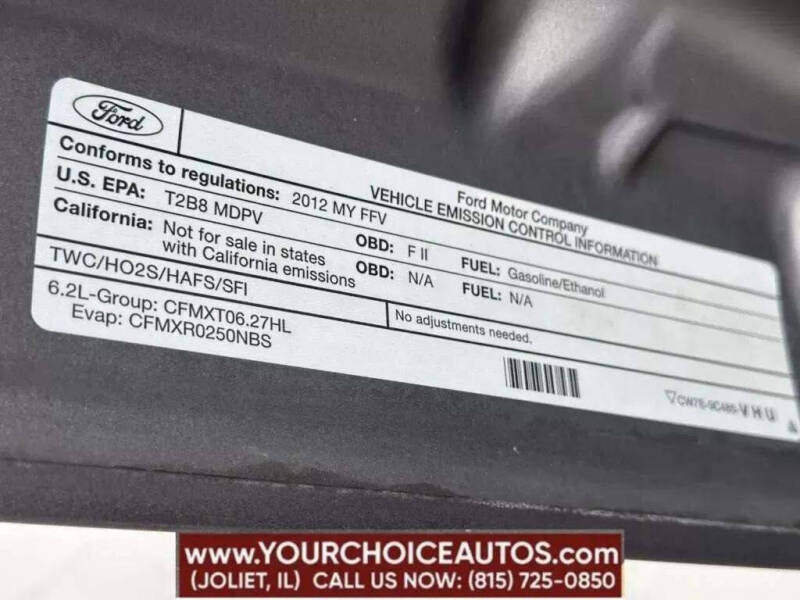 Ford
Ford Motor Company
VEHICLE EMISSION CONTROL INFORMATION
Conforms to regulations: 2012 MY FFV
U.S. EPA: T2B8 MDPV OBD: F II FUEL: Gasoline/Ethanol
California: Not for sale in states with California emissions OBD: N/A FUEL: N/A
TWC/HO2S/HAFS/SFI
No adjustments needed.
6.2L-Group: CFMXT06.27HL
Evap: CFMXR0250NBS
VHU
www.YOURCHOICEAUTOS.com
(JOLIET, IL) CALL US NOW: (815) 725-0850